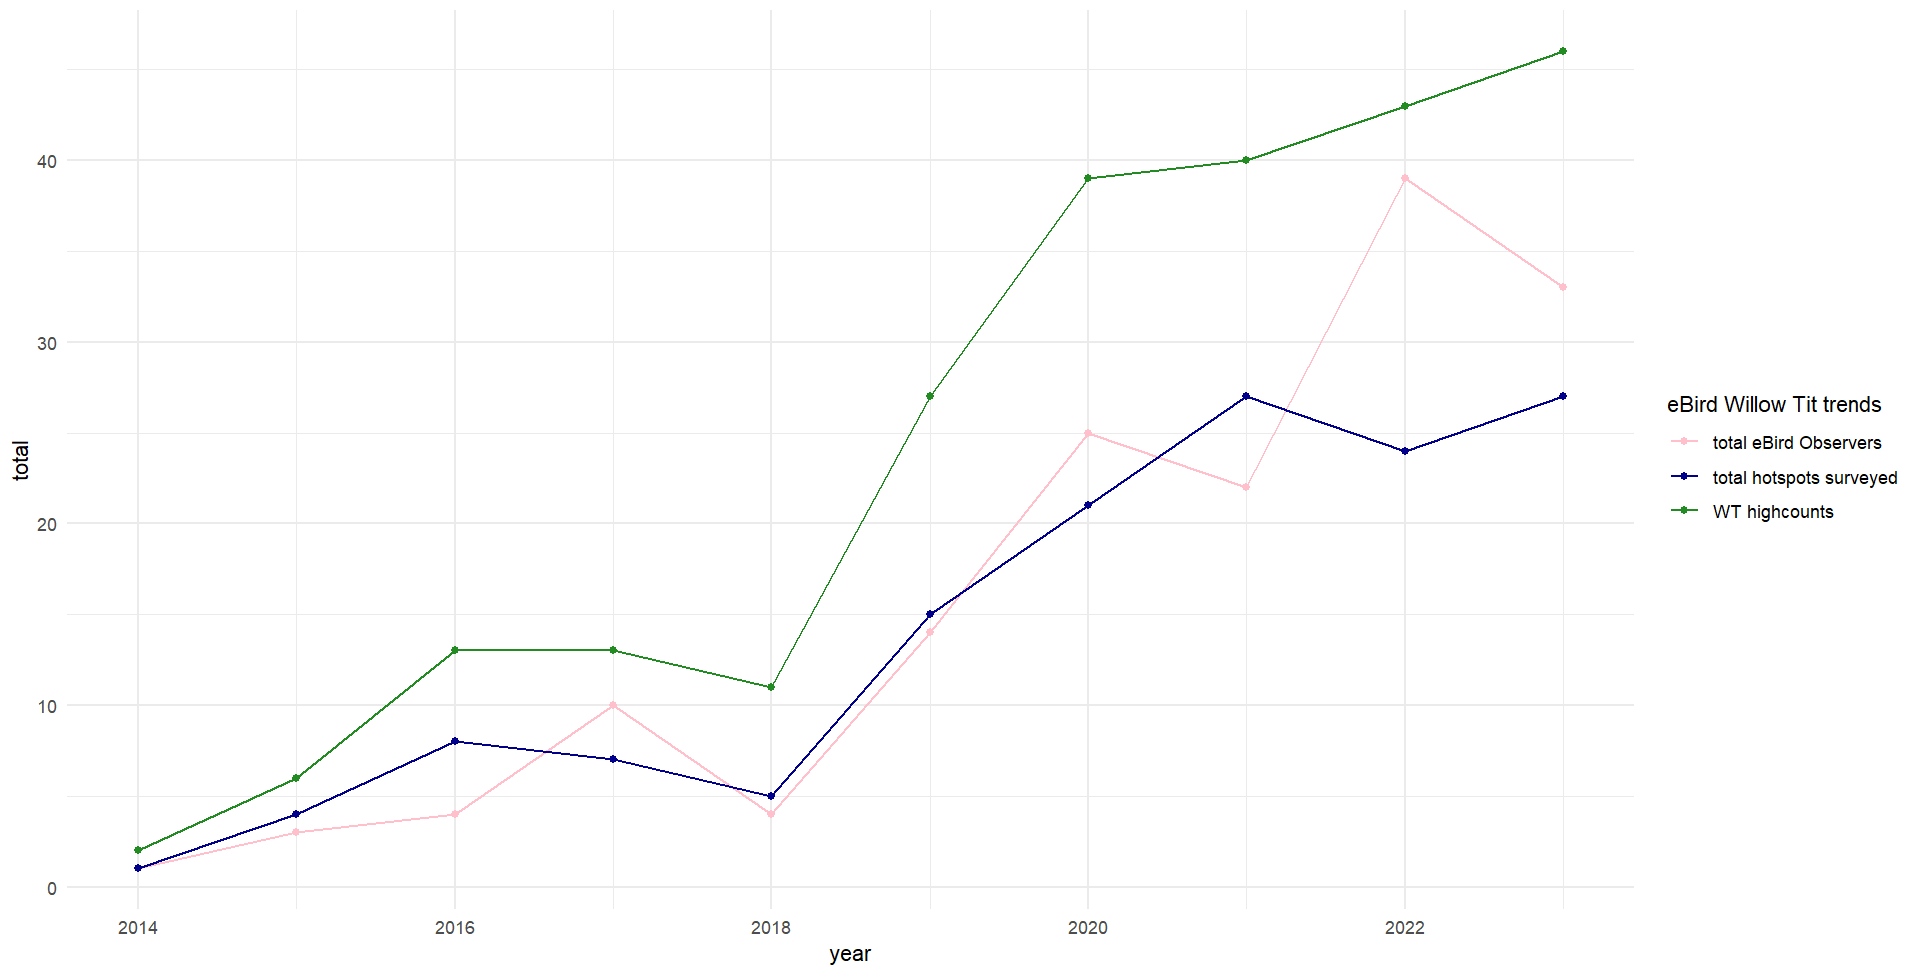 total
40
30
20
10
0
2014 2016 2018 2020 2022
year
eBird Willow Tit trends
total eBird Observers
total hotspots surveyed
WT highcounts